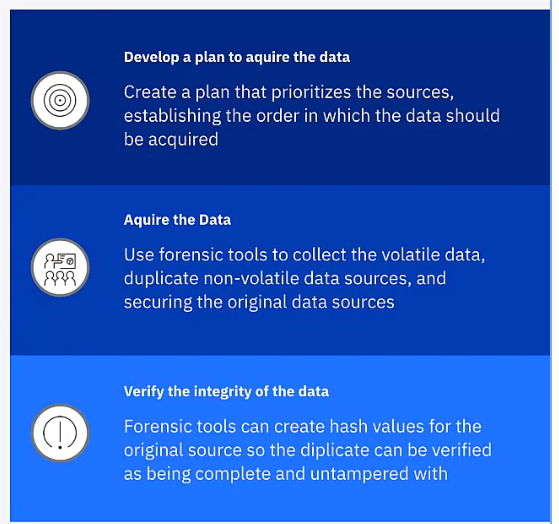 Develop a plan to aquire the data
Create a plan that prioritizes the sources,
establishing the order in which the data should
be acquired
Aquire the Data
Use forensic tools to collect the volatile data,
duplicate non-volatile data sources, and
securing the original data sources
Verify the integrity of the data
Forensic tools can create hash values for the
original source so the diplicate can be verified
as being complete and untampered with